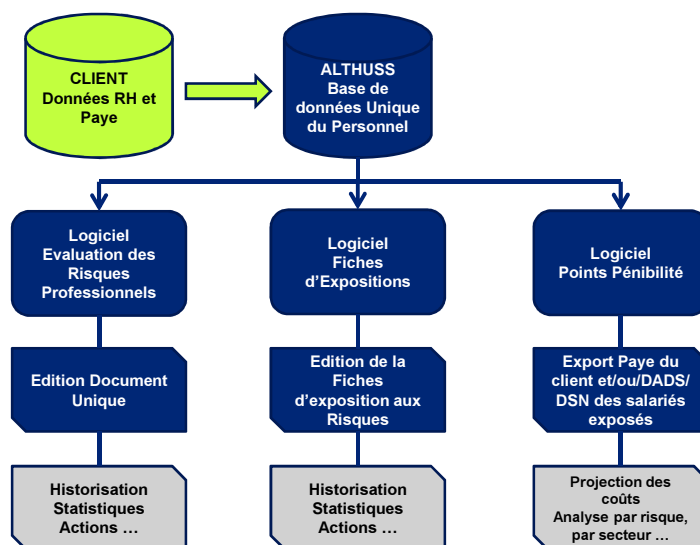 CLIENT
Données RH et
Paye
ALTHUSS
Base de
données Unique
du Personnel
Logiciel
Evaluation des
Risques
Professionnels
Logiciel
Fiches
d’Expositions
Logiciel
Points Pénibilité
Edition Document
Unique
Edition de la
Fiches
d’exposition aux
Risques
Export Paye du
client et/ou/DADS/
DSN des salariés
exposés
Historisation
Statistiques
Actions …
Historisation
Statistiques
Actions …
Projection des
coûts
Analyse par risque,
par secteur …